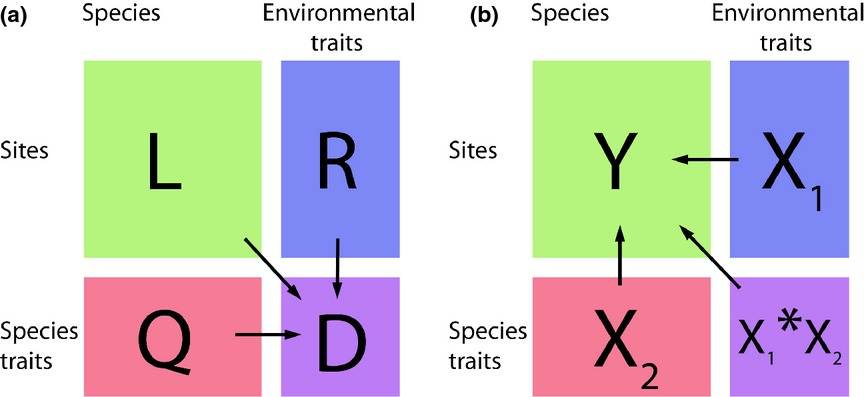 (a)
Species
Environmental
traits
Sites
L
R
Species
traits
Q
D
(b)
Species
Environmental
traits
Sites
Y
X1
Species
traits
X2
X1*X2